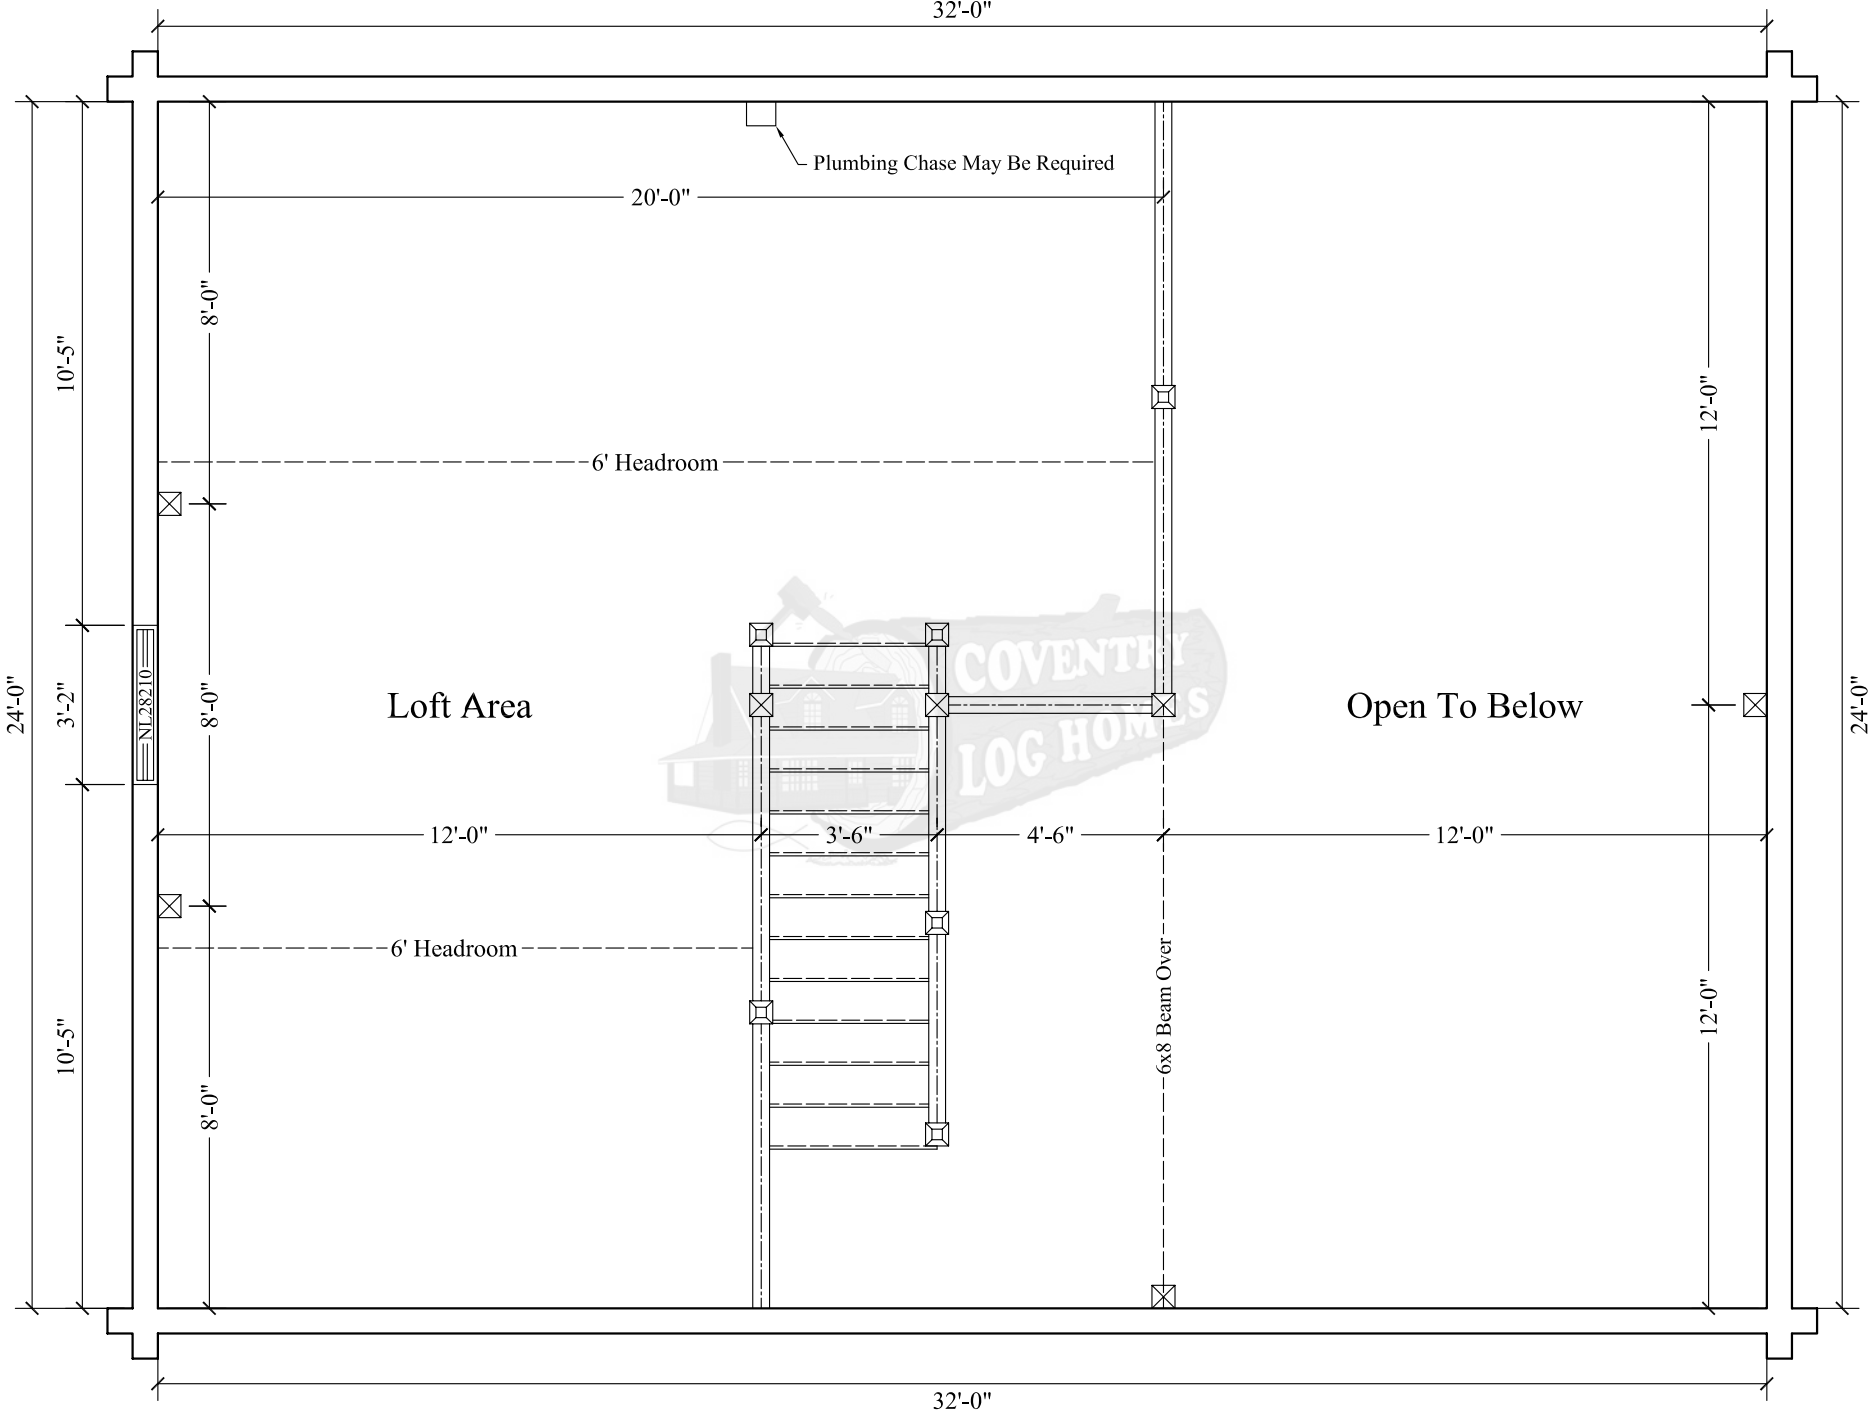 32'-0"
Plumbing Chase May Be Required
20'-0"
8'-0"
10'-5"
12'-0"
6' Headroom
COVENTRY
LOG HOMES
24'-0"
3'-2"
NL28210
8'-0"
Loft Area
Open To Below
24'-0"
12'-0"
3'-6"
4'-6"
12'-0"
6' Headroom
6x8 Beam Over
12'-0"
10'-5"
8'-0"
32'-0"